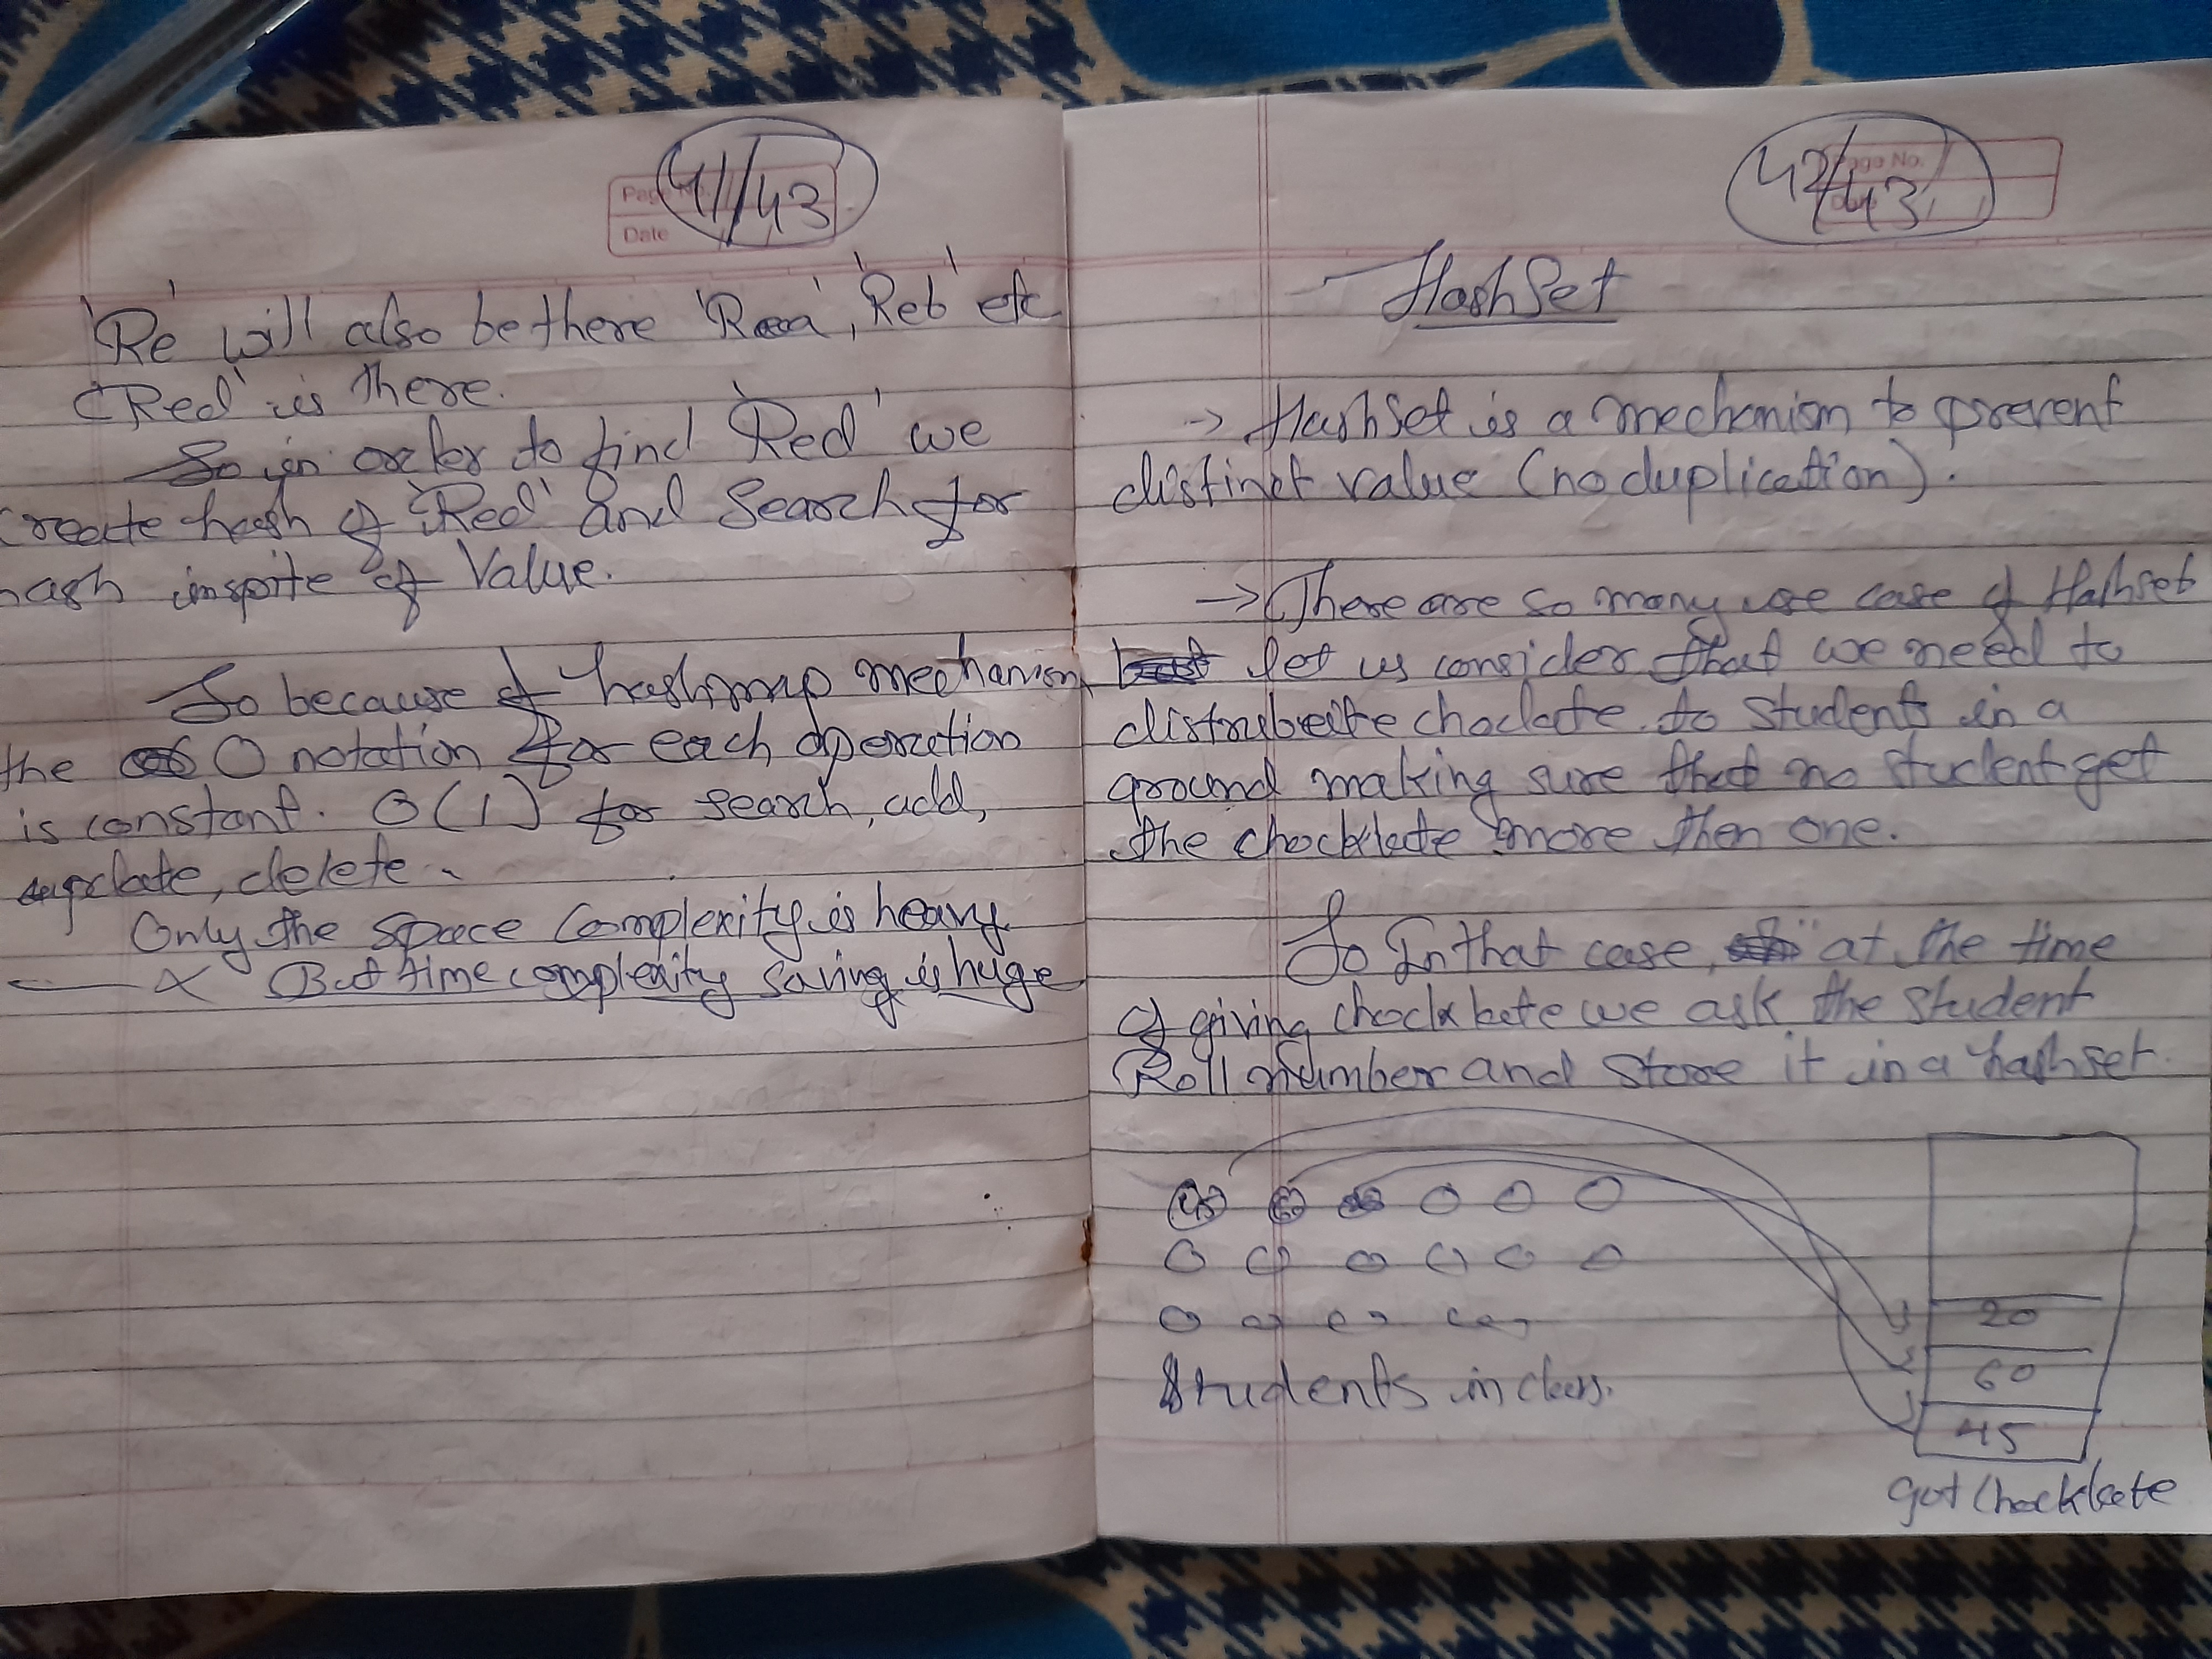 Page No.
Date
41/43
'Re' will also be there 'Rea', 'Reb' etc
'Red' is there.
So in order to find 'Red' we
create hash of 'Red' and Search for
hash inspite of Value.
So because of hashmap mechanism
the O notation for each operation
is constant. O(1) for search, add,
update, delete.
Only the space complexity is heavy
x But time complexity saving is huge
Page No.
42/43
HashSet
→ HashSet is a mechanism to prevent
distinct value (no duplication).
→ There are so many use case of Hashset
let us consider that we need to
distrubeite choclate to students in a
ground making sure that no student get
the chocklate more then one.
So In that case, at the time
of giving chocklate we ask the student
Roll number and store it in a hashset.
45 60
20
60
45
Students in class.
got chocklate